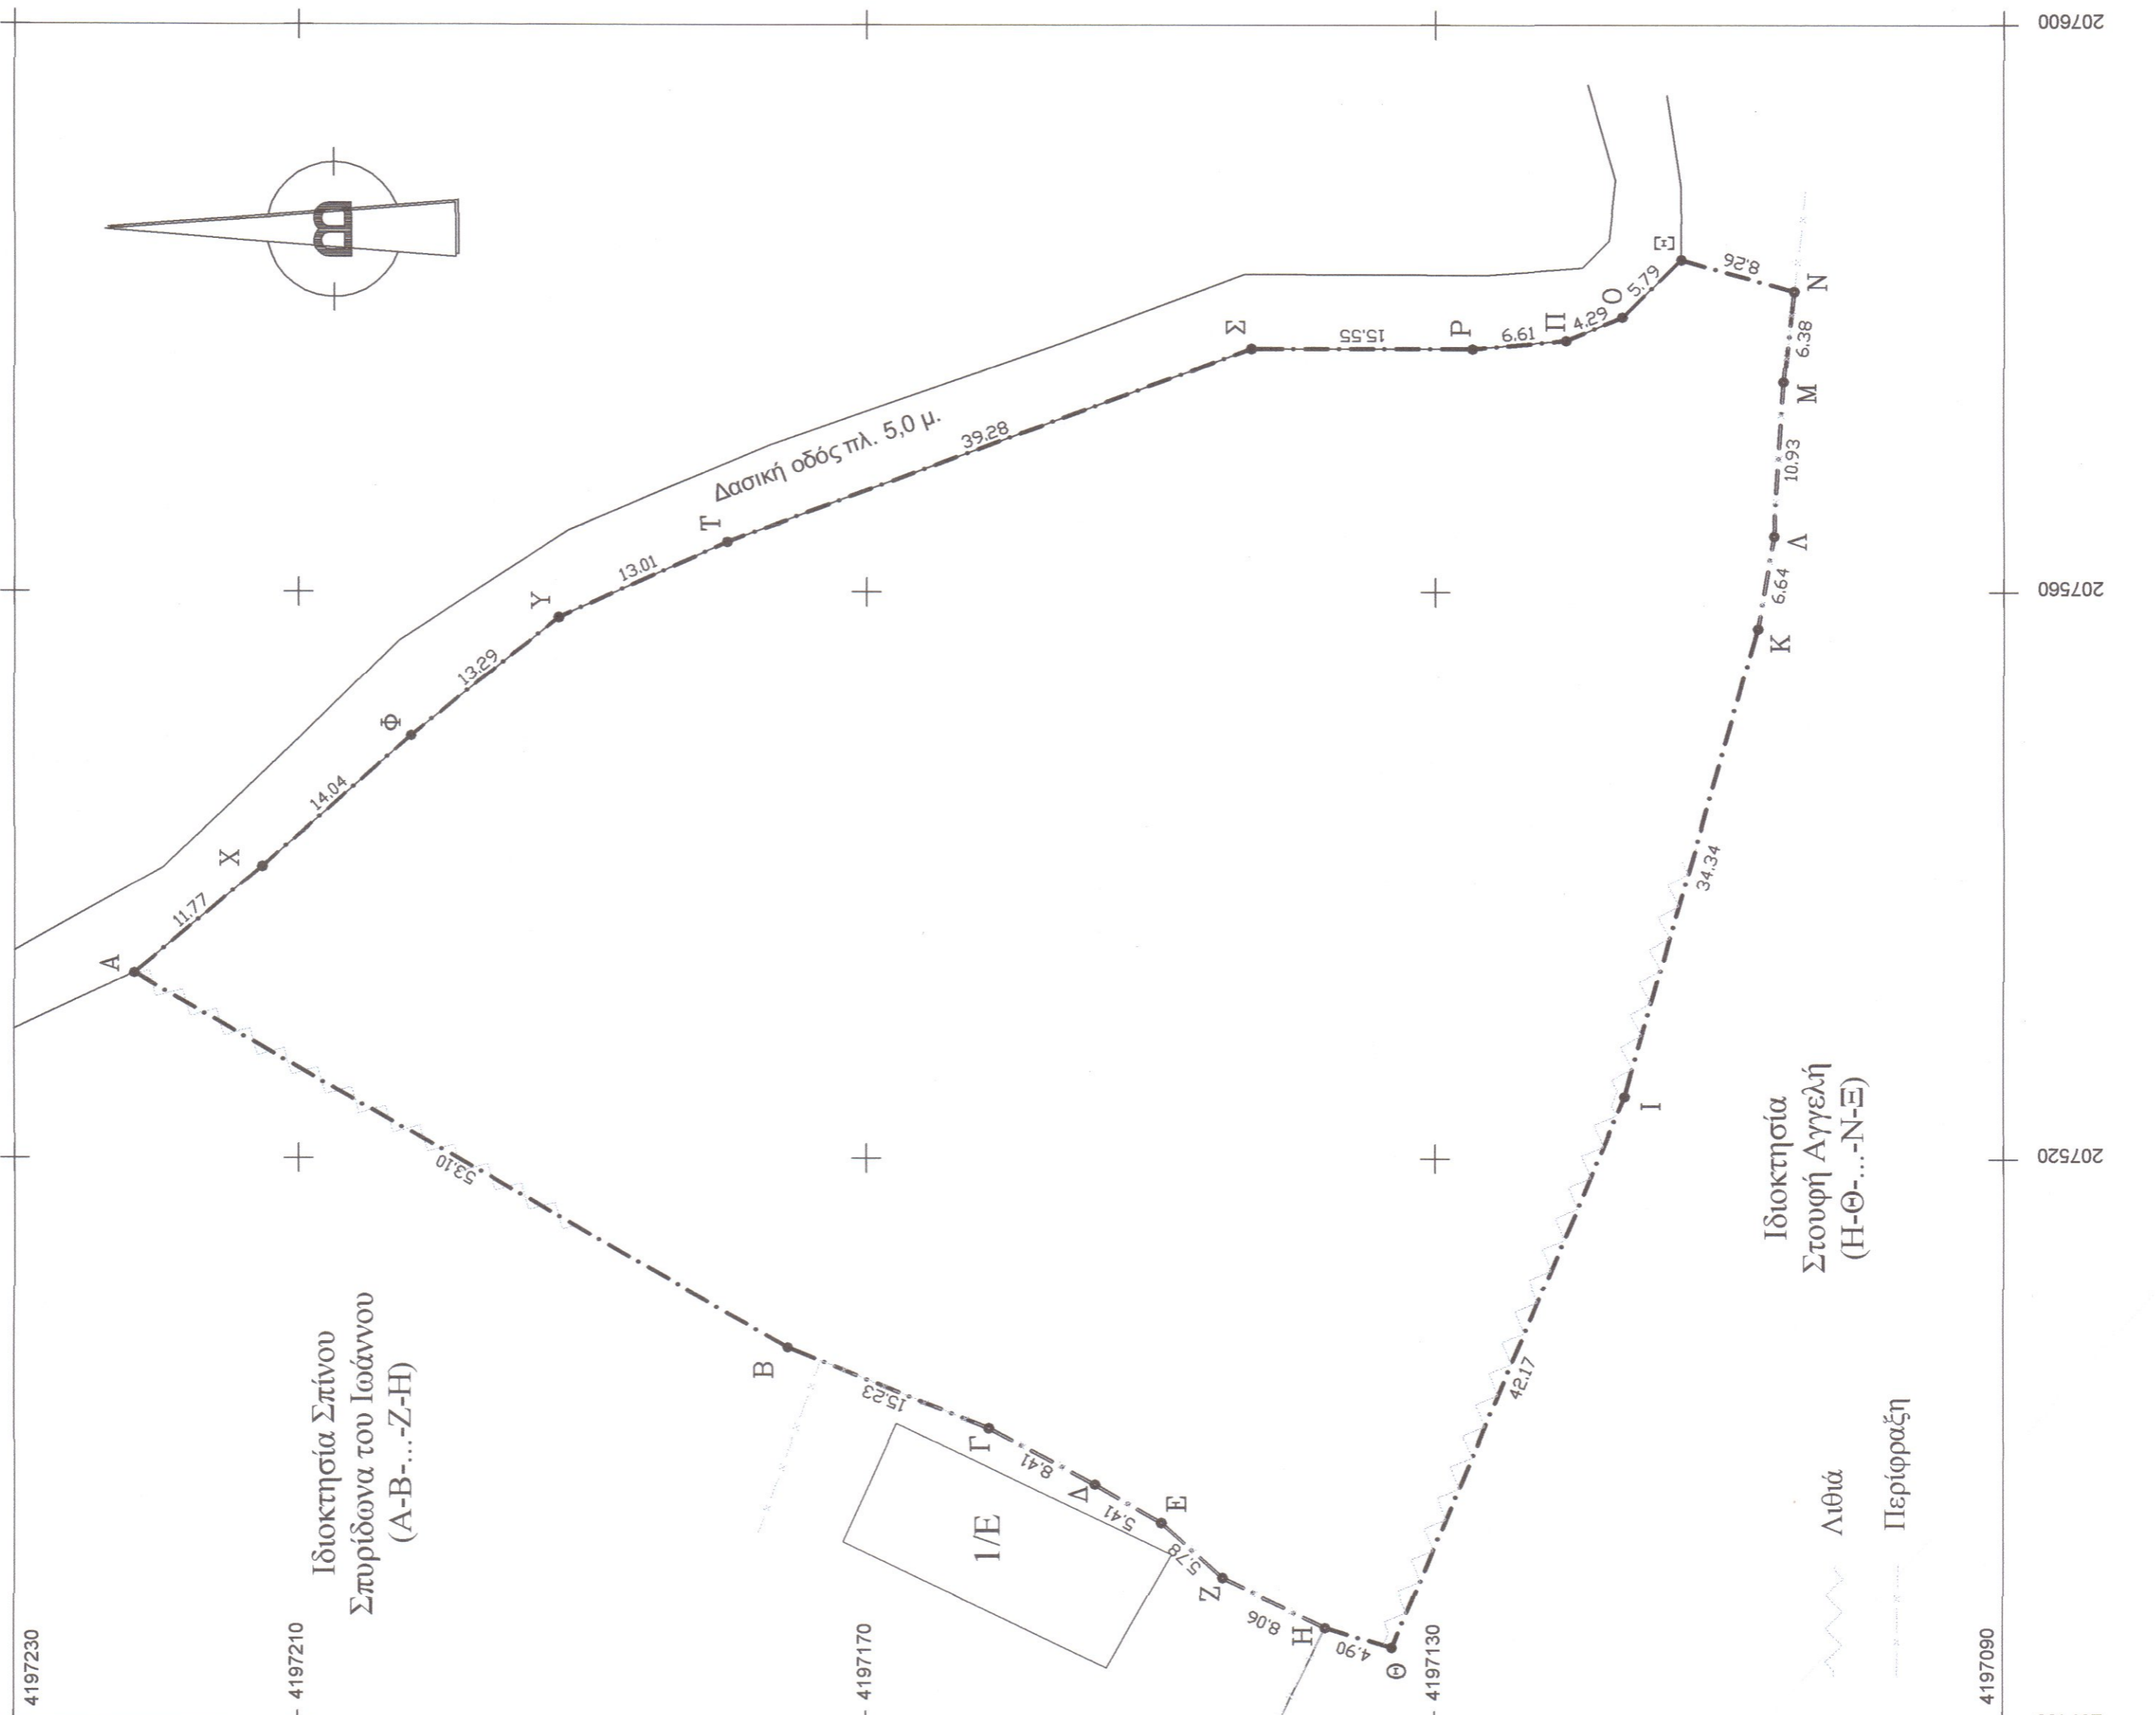 207600
207560
207520
4197230
4197210
4197170
4197130
4197090
Β
Α
11.77
Χ
14.04
Φ
13.29
Υ
13.01
Τ
39.28
Σ
15.55
Ρ
6.61
Π
4.29
Ο
5.79
Ξ
8.26
Ν
6.38
Μ
10.93
Λ
6.64
Κ
34.34
Ι
42.17
Θ
4.90
Η
8.06
Ζ
5.78
Ε
5.41
Δ
8.41
Γ
15.23
Β
53.10
Δασική οδός πλ. 5,0 μ.
1/Ε
Ιδιοκτησία Σπίνου
Σπυρίδωνα του Ιωάννου
(Α-Β-...-Ζ-Η)
Ιδιοκτησία
Στουφή Αγγελή
(Η-Θ-...-Ν-Ξ)
Λιθιά
Περίφραξη